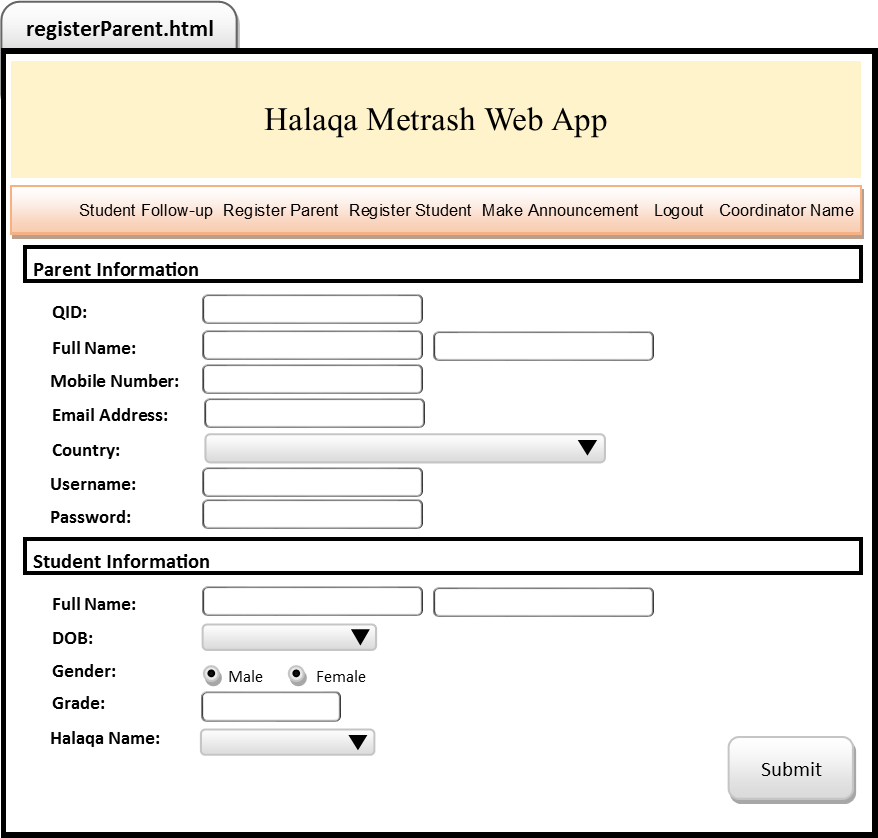 registerParent.html
Halaqa Metrash Web App
Student Follow-up Register Parent Register Student Make Announcement Logout Coordinator Name
Parent Information
QID:
Full Name:
Mobile Number:
Email Address:
Country:
Username:
Password:
Student Information
Full Name:
DOB:
Gender: Male Female
Grade:
Halaqa Name:
Submit